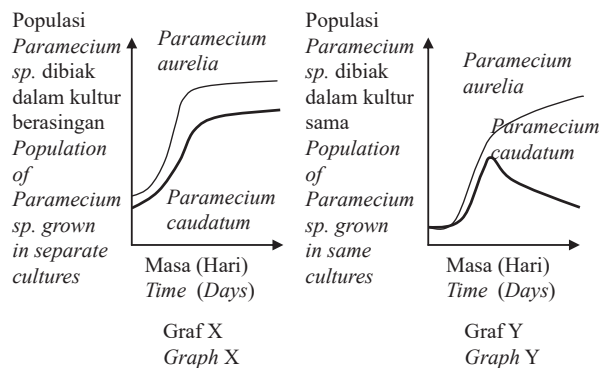 Populasi
Paramecium
sp. dibiak
dalam kultur
berasingan
Population
of
Paramecium
sp. grown
in separate
cultures
Paramecium
aurelia
Paramecium
caudatum
Masa (Hari)
Time (Days)
Graf X
Graph X
Populasi
Paramecium
sp. dibiak
dalam kultur
sama
Population
of
Paramecium
sp. grown
in same
cultures
Paramecium
aurelia
Paramecium
caudatum
Masa (Hari)
Time (Days)
Graf Y
Graph Y